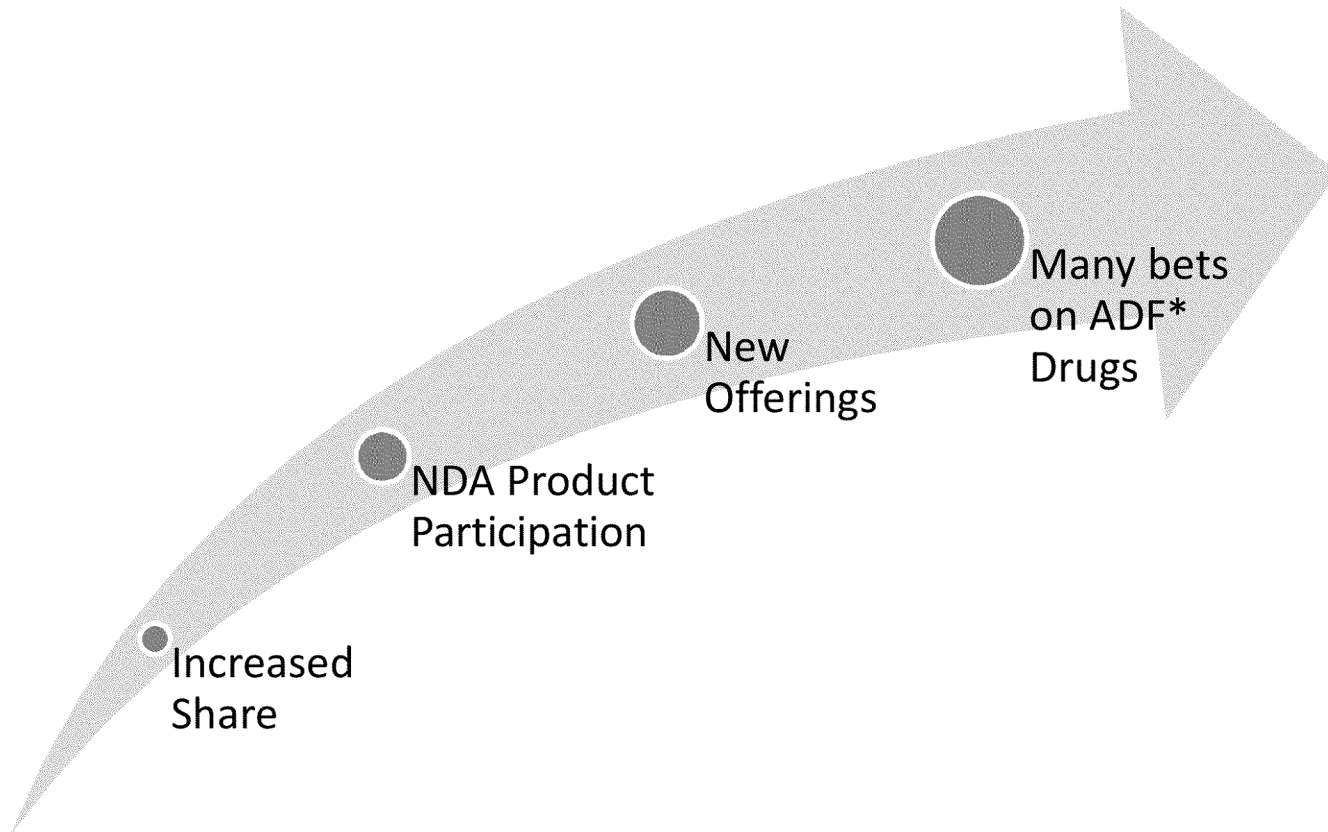 Increased
Share
NDA Product
Participation
New
Offerings
Many bets
on ADF*
Drugs